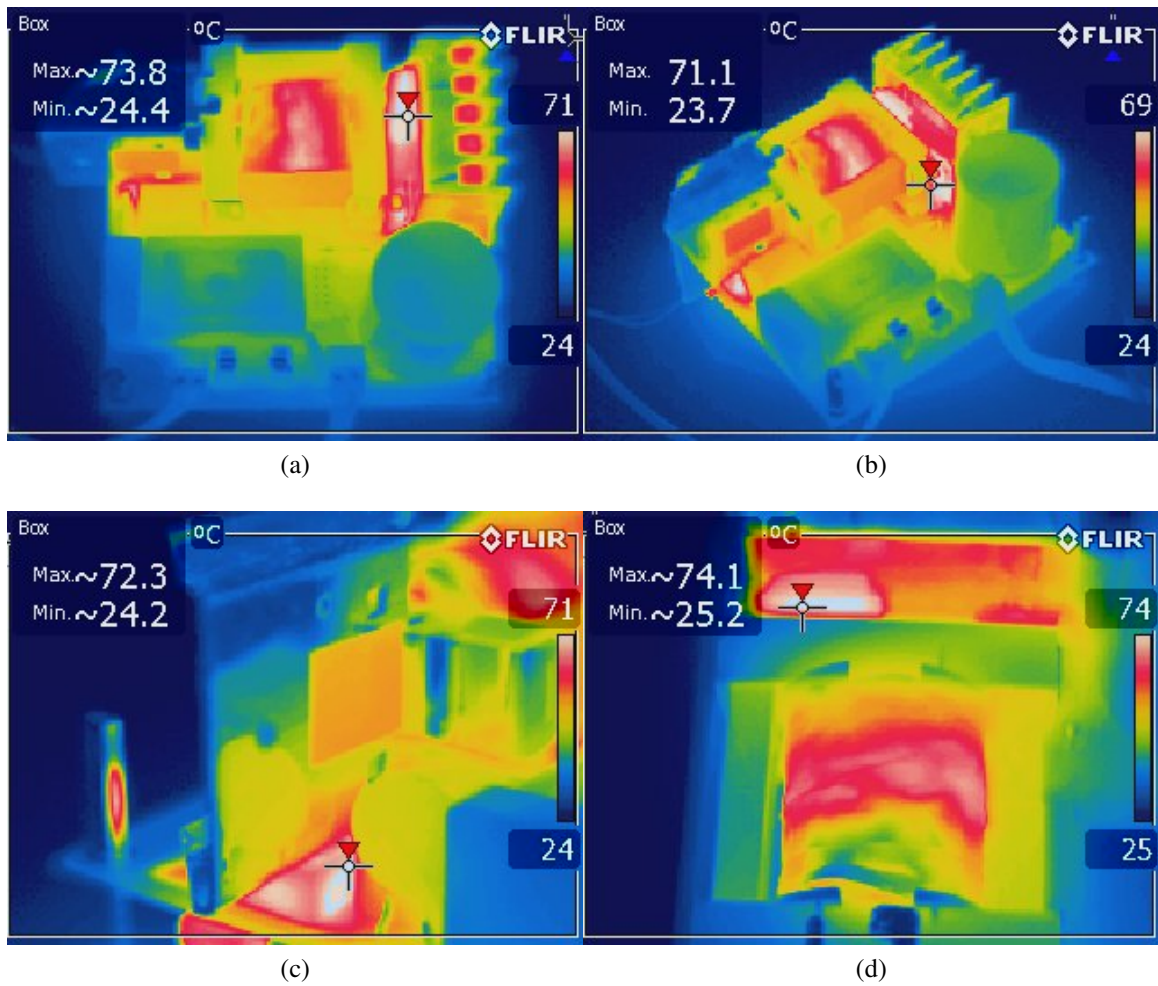 Box
°C
FLIR
Max.~73.8
Min.~24.4
71
24
(a)
Box
°C
FLIR
Max. 71.1
Min. 23.7
69
24
(b)
Box
°C
FLIR
Max.~72.3
Min.~24.2
71
24
(c)
Box
°C
FLIR
Max.~74.1
Min.~25.2
74
25
(d)